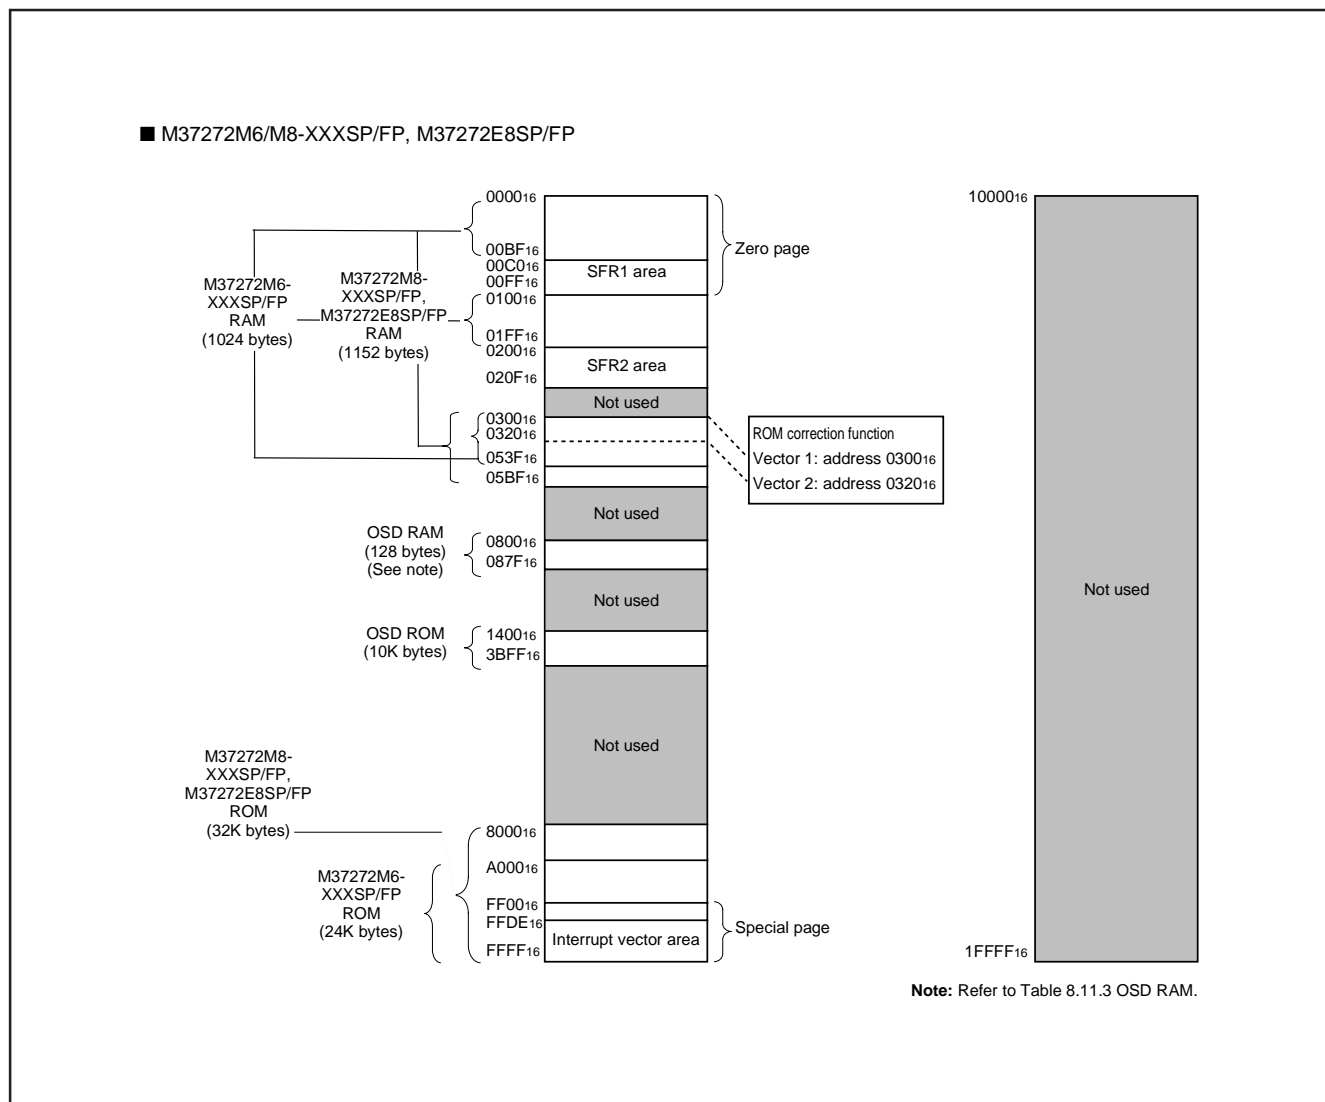 ■ M37272M6/M8-XXXSP/FP, M37272E8SP/FP
M37272M6-
XXXSP/FP
RAM
(1024 bytes)
M37272M8-
XXXSP/FP,
M37272E8SP/FP
RAM
(1152 bytes)
000016
00BF16
00C016
00FF16
010016
01FF16
020016
020F16
030016
032016
053F16
05BF16
SFR1 area
SFR2 area
Not used
Zero page
ROM correction function
Vector 1: address 030016
Vector 2: address 032016
Not used
OSD RAM
(128 bytes)
(See note)
080016
087F16
Not used
OSD ROM
(10K bytes)
140016
3BFF16
Not used
M37272M8-
XXXSP/FP,
M37272E8SP/FP
ROM
(32K bytes)
M37272M6-
XXXSP/FP
ROM
(24K bytes)
800016
A00016
FF0016
FFDE16
FFFF16
Interrupt vector area
Special page
1000016
Not used
1FFFF16
Note: Refer to Table 8.11.3 OSD RAM.